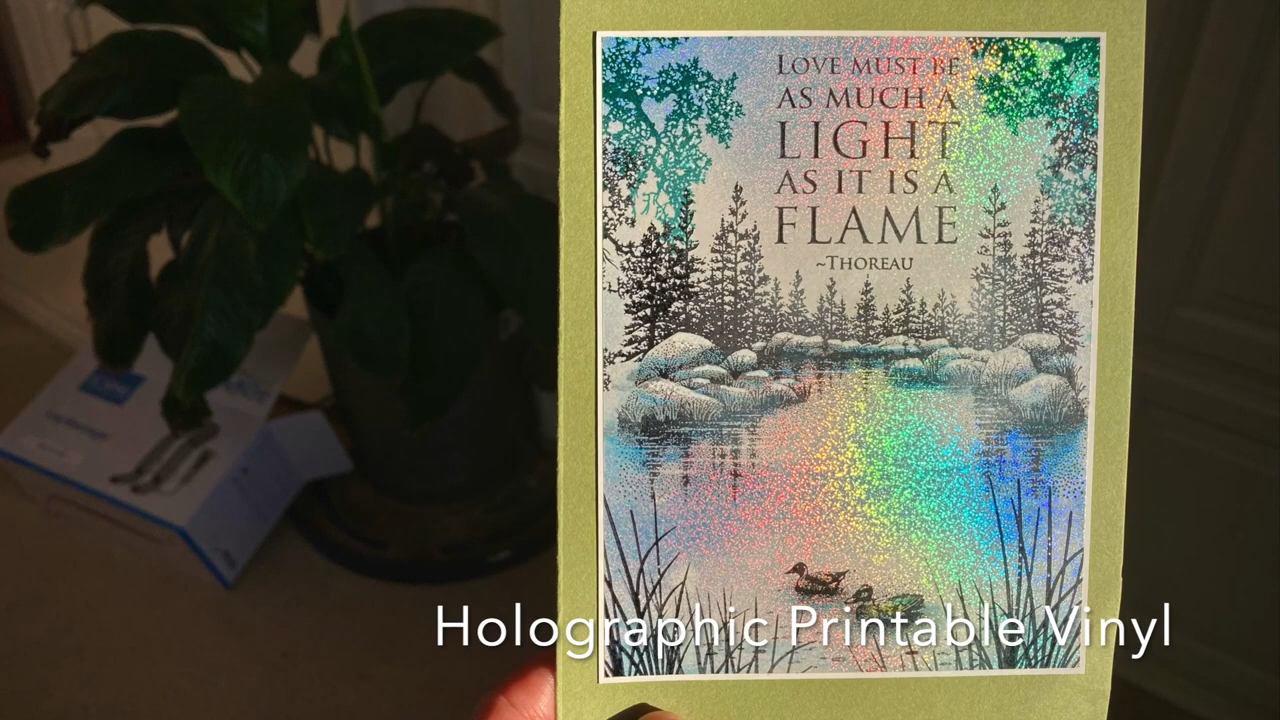 LOVE MUST BE
AS MUCH A
LIGHT
AS IT IS A
FLAME
~THOREAU
Holographic Printable Vinyl